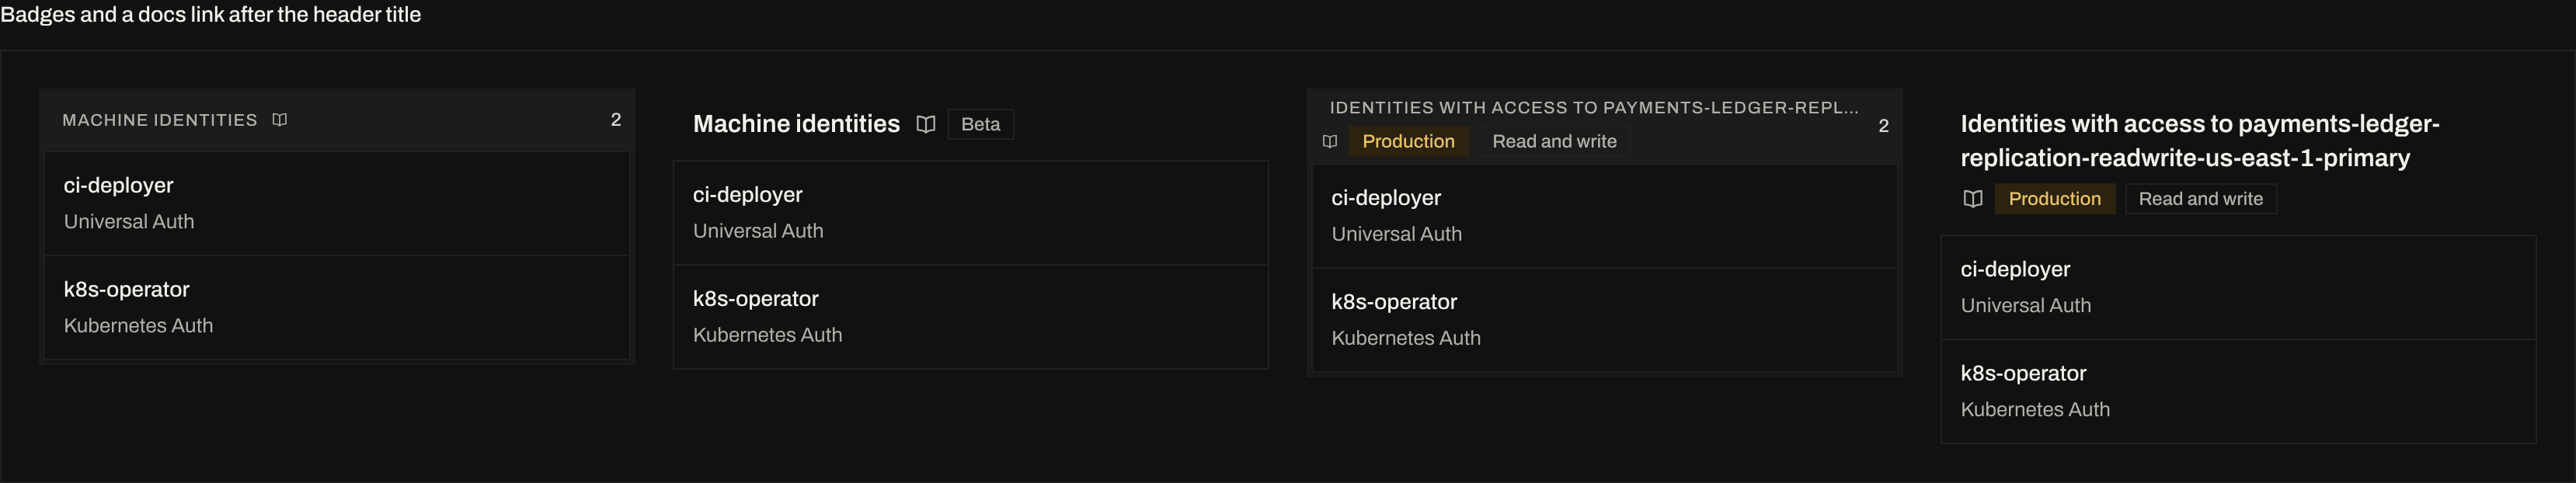 Badges and a docs link after the header title
MACHINE IDENTITIES
2
ci-deployer
Universal Auth
k8s-operator
Kubernetes Auth
Machine identities
Beta
ci-deployer
Universal Auth
k8s-operator
Kubernetes Auth
IDENTITIES WITH ACCESS TO PAYMENTS-LEDGER-REPL...
2
Production
Read and write
ci-deployer
Universal Auth
k8s-operator
Kubernetes Auth
Identities with access to payments-ledger-
replication-readwrite-us-east-1-primary
Production
Read and write
ci-deployer
Universal Auth
k8s-operator
Kubernetes Auth